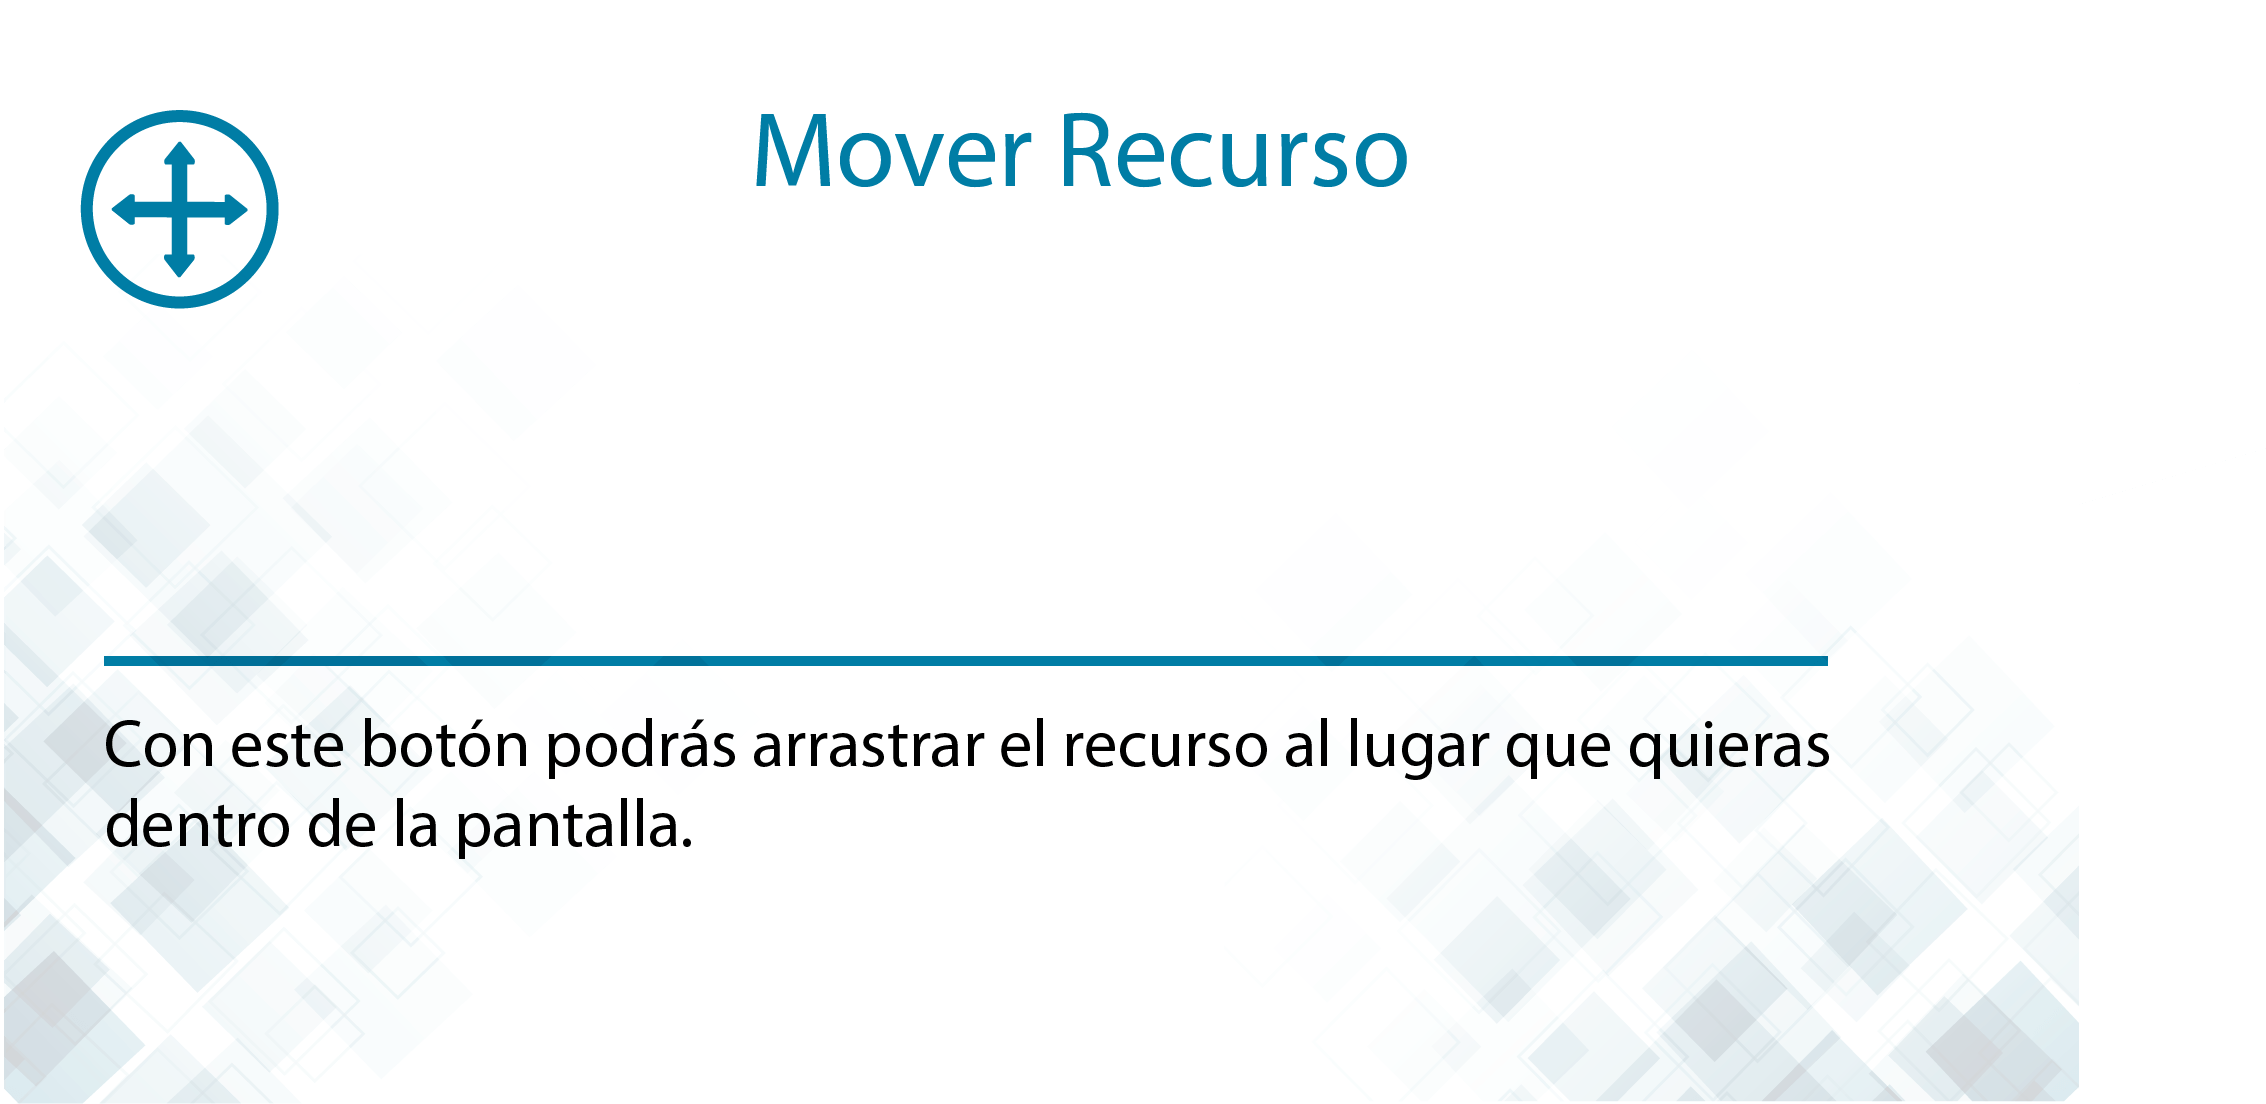 Mover Recurso
Con este botón podrás arrastrar el recurso al lugar que quieras
dentro de la pantalla.